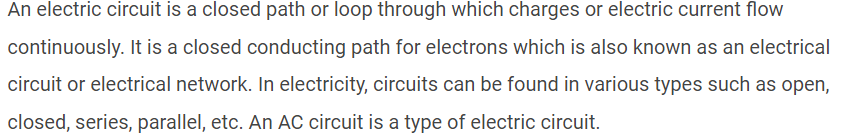 An electric circuit is a closed path or loop through which charges or electric current flow
continuously. It is a closed conducting path for electrons which is also known as an electrical
circuit or electrical network. In electricity, circuits can be found in various types such as open,
closed, series, parallel, etc. An AC circuit is a type of electric circuit.